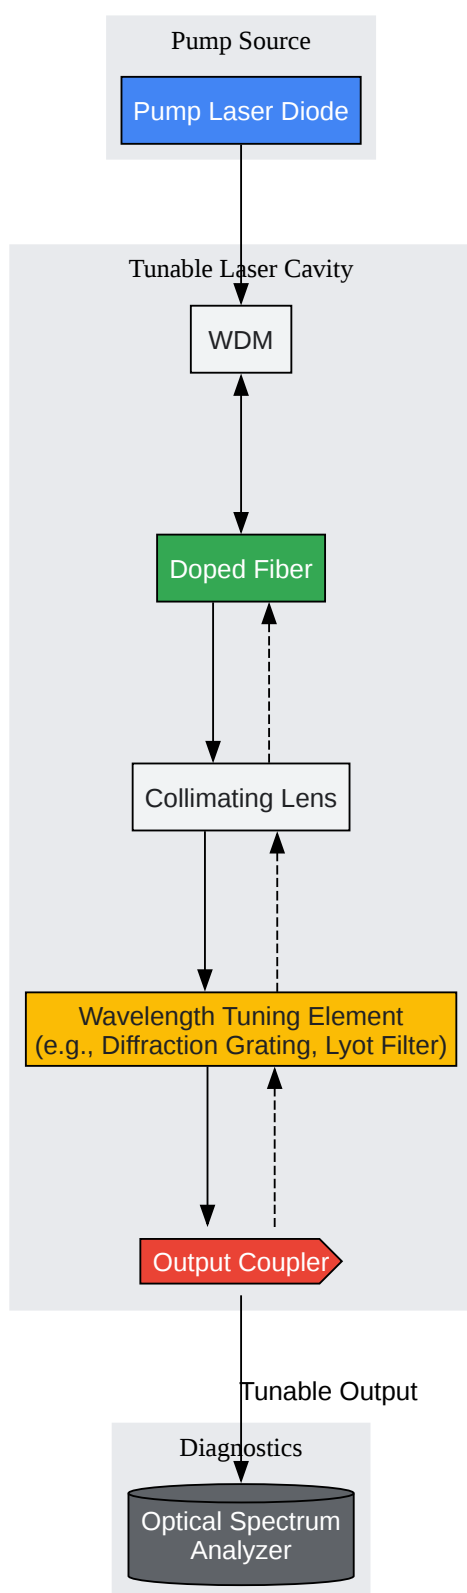 Pump Source
Pump Laser Diode
Tunable Laser Cavity
WDM
Doped Fiber
Collimating Lens
Wavelength Tuning Element
(e.g., Diffraction Grating, Lyot Filter)
Output Coupler
Tunable Output
Diagnostics
Optical Spectrum
Analyzer